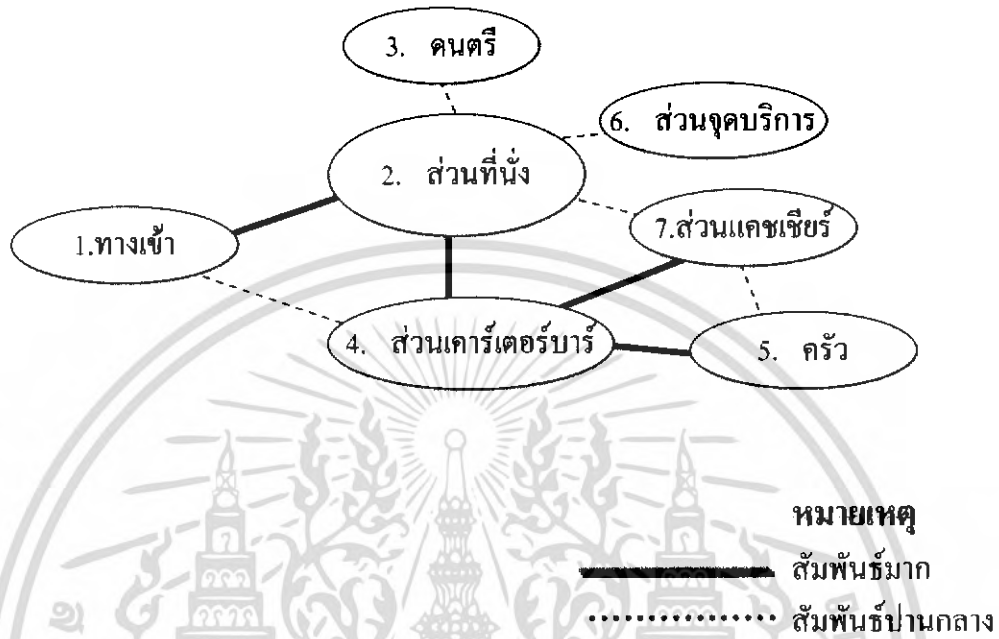 3. ดนตรี
6. ส่วนจุดบริการ
2. ส่วนที่นั่ง
7.ส่วนแคชเชียร์
1.ทางเข้า
4. ส่วนเคาร์เตอร์บาร์
5. ครัว
หมายเหตุ
สัมพันธ์มาก
สัมพันธ์ปานกลาง